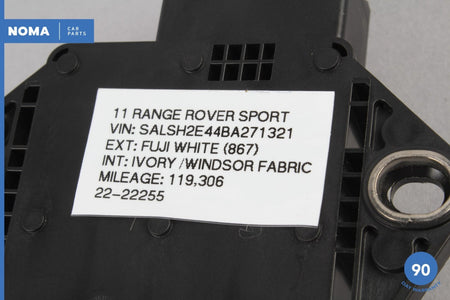 NOMA CAR PARTS
11 RANGE ROVER SPORT
VIN: SALSH2E44BA271321
EXT: FUJI WHITE (867)
INT: IVORY/WINDSOR FABRIC
MILEAGE: 119,306
22-22255
90
DAY